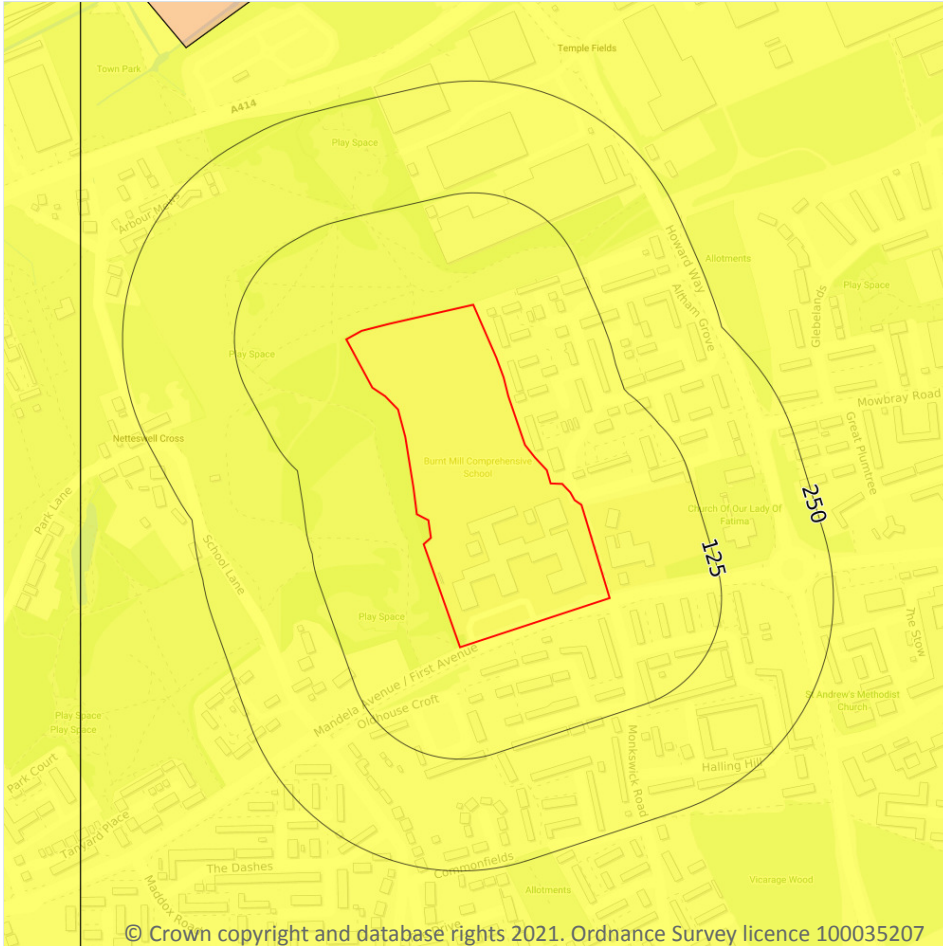 Temple Fields
Town Park
A414
Play Space
Arbour Mews
Howard Way
Allotments
Altham Grove
Play Space
Glebelands
Play Space
Mowbray Road
Netteswell Cross
Great Plumtree
Burnt Mill Comprehensive
School
Park Lane
250
Church Of Our Lady Of
Fatima
School Lane
125
Play Space
The Stow
Mandela Avenue / First Avenue
Oldhouse Croft
St Andrew's Methodist
Church
Play Space
Play Space
Monkswick Road
Park Court
Halling Hill
Tanyard Place
Commonfields
The Dashes
Maddox Road
Allotments
Vicarage Wood
© Crown copyright and database rights 2021. Ordnance Survey licence 100035207